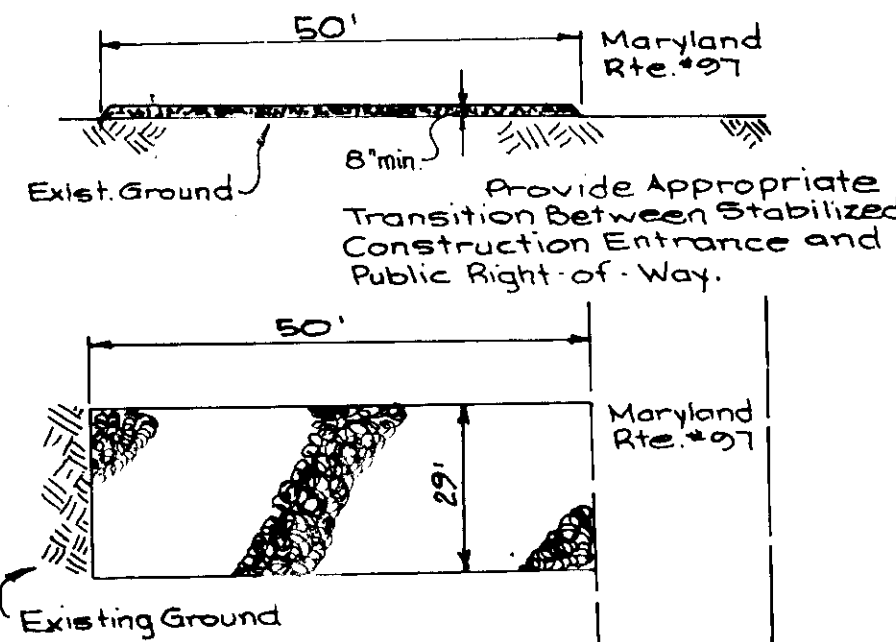 50'
Maryland
Rte.#97
8"min.
Exist. Ground
Provide Appropriate
Transition Between Stabilized
Construction Entrance and
Public Right-of-Way.
50'
Maryland
Rte.#97
29'
Existing Ground